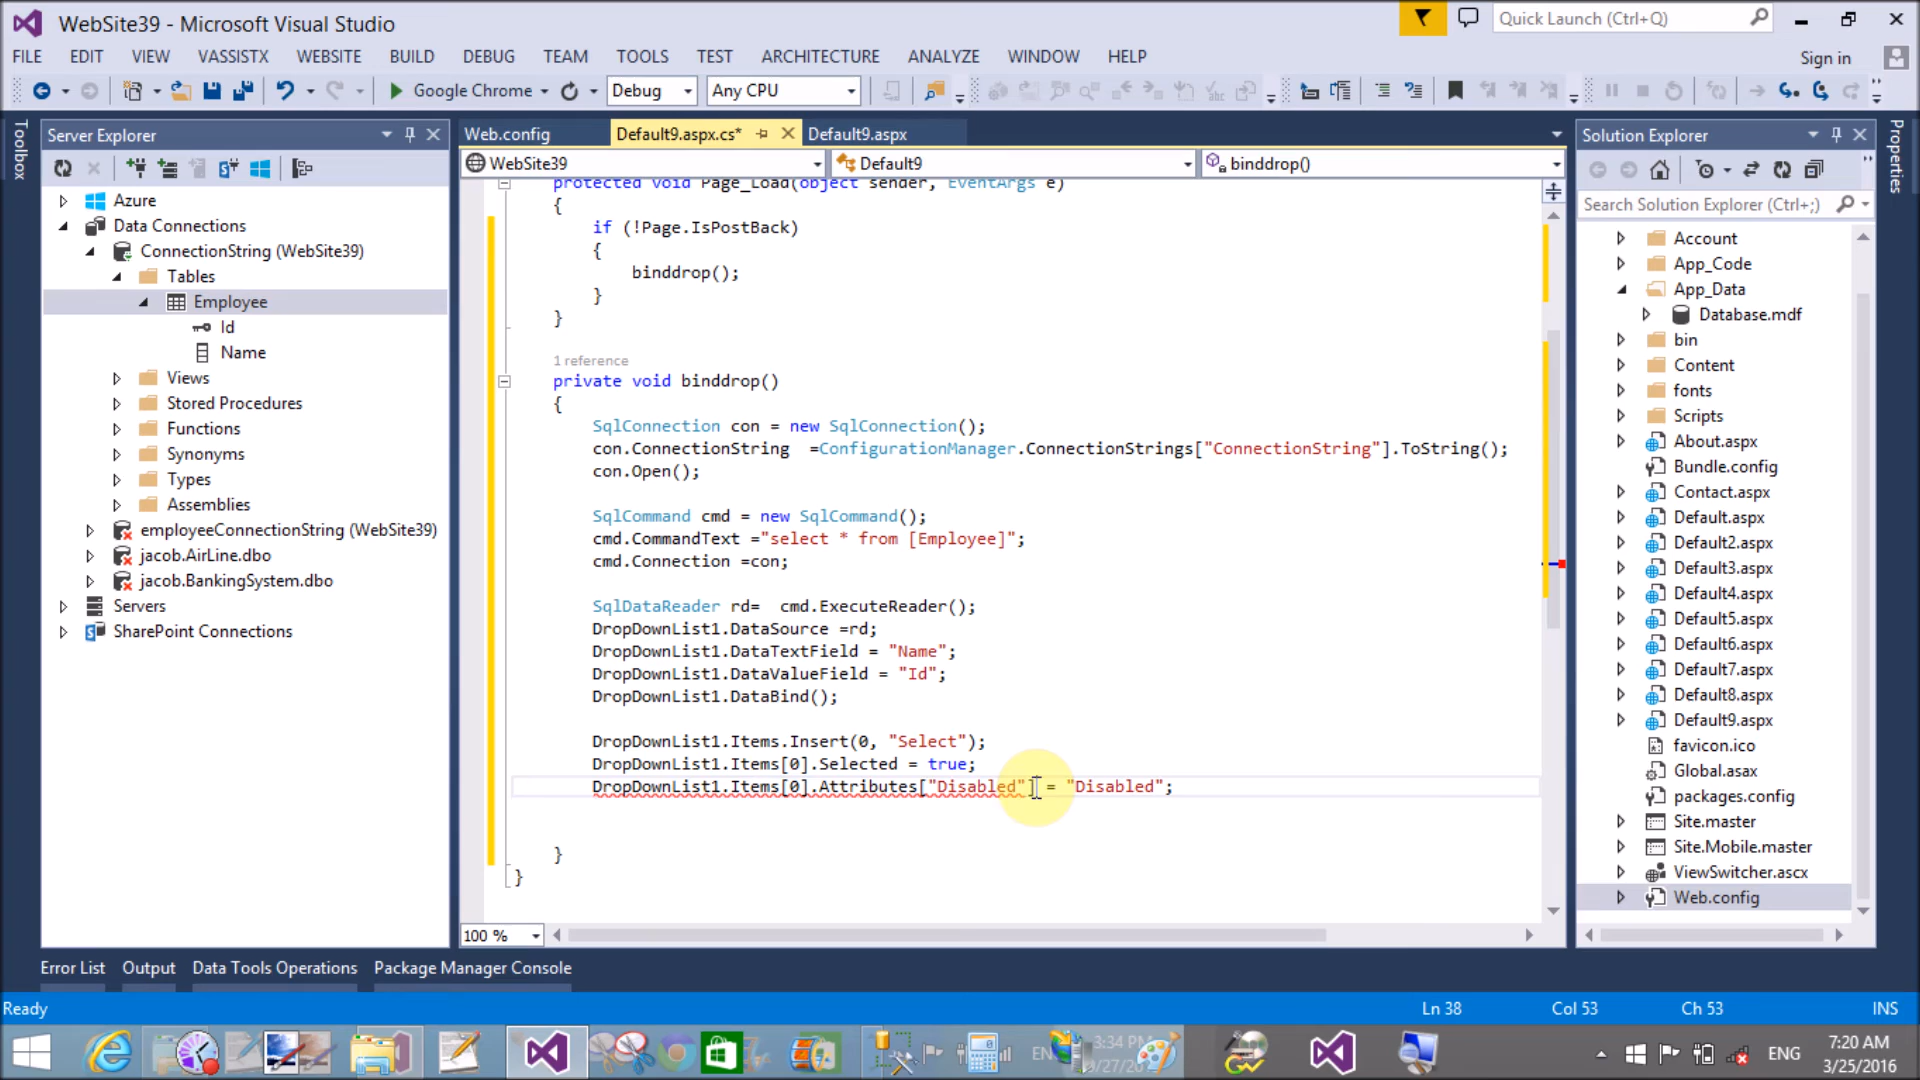 WebSite39 - Microsoft Visual Studio
Quick Launch (Ctrl+Q)
FILE EDIT VIEW VASSISTX WEBSITE BUILD DEBUG TEAM TOOLS TEST ARCHITECTURE ANALYZE WINDOW HELP
Sign in
Google Chrome Debug Any CPU
Toolbox
Server Explorer
Azure
Data Connections
ConnectionString (WebSite39)
Tables
Employee
Id
Name
Views
Stored Procedures
Functions
Synonyms
Types
Assemblies
employeeConnectionString (WebSite39)
jacob.AirLine.dbo
jacob.BankingSystem.dbo
Servers
SharePoint Connections
Web.config Default9.aspx.cs* Default9.aspx
WebSite39 Default9 binddrop()
protected void Page_Load(object sender, EventArgs e)
{
if (!Page.IsPostBack)
{
binddrop();
}
}
1 reference
private void binddrop()
{
SqlConnection con = new SqlConnection();
con.ConnectionString =ConfigurationManager.ConnectionStrings["ConnectionString"].ToString();
con.Open();
SqlCommand cmd = new SqlCommand();
cmd.CommandText ="select * from [Employee]";
cmd.Connection =con;
SqlDataReader rd= cmd.ExecuteReader();
DropDownList1.DataSource =rd;
DropDownList1.DataTextField = "Name";
DropDownList1.DataValueField = "Id";
DropDownList1.DataBind();
DropDownList1.Items.Insert(0, "Select");
DropDownList1.Items[0].Selected = true;
DropDownList1.Items[0].Attributes["Disabled"] = "Disabled";
}
}
100 %
Solution Explorer
Search Solution Explorer (Ctrl+;)
Account
App_Code
App_Data
Database.mdf
bin
Content
fonts
Scripts
About.aspx
Bundle.config
Contact.aspx
Default.aspx
Default2.aspx
Default3.aspx
Default4.aspx
Default5.aspx
Default6.aspx
Default7.aspx
Default8.aspx
Default9.aspx
favicon.ico
Global.asax
packages.config
Site.master
Site.Mobile.master
ViewSwitcher.ascx
Web.config
Properties
Error List Output Data Tools Operations Package Manager Console
Ready Ln 38 Col 53 Ch 53 INS
EN 3:34 PM
ENG 7:20 AM
3/25/2016